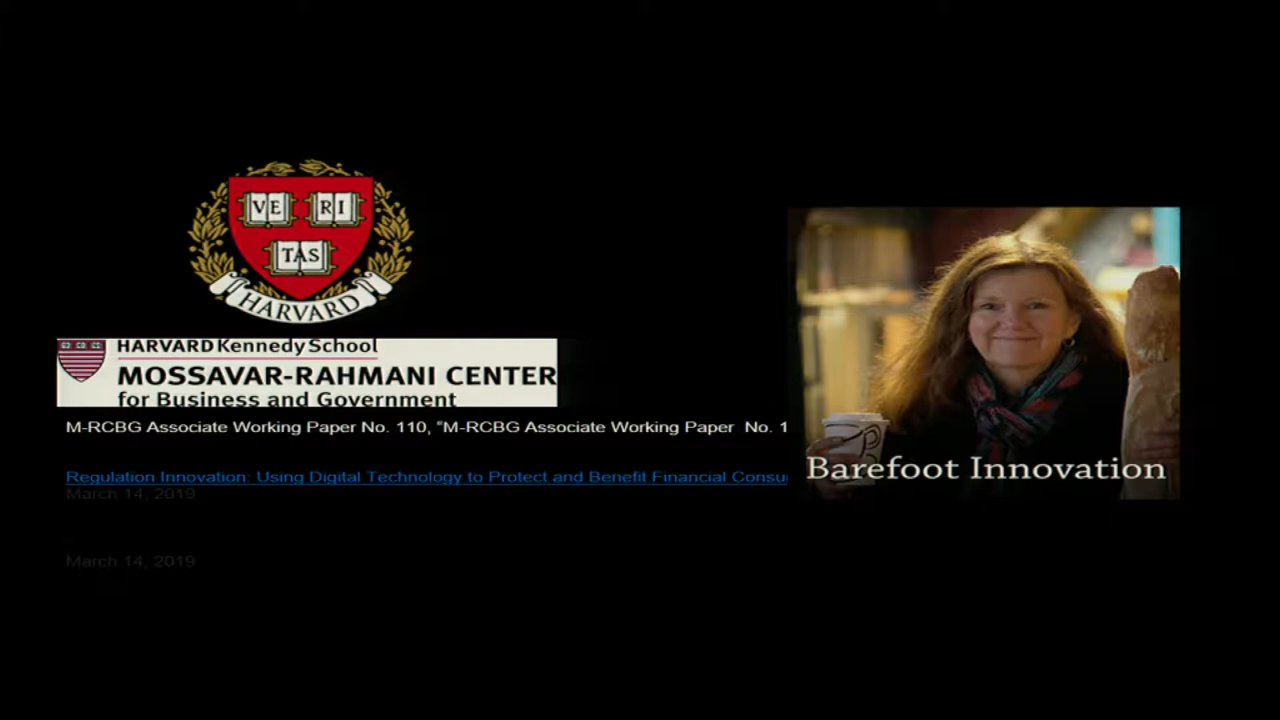 VE RI
TAS
HARVARD
HARVARD Kennedy School
MOSSAVAR-RAHMANI CENTER
for Business and Government
M-RCBG Associate Working Paper No. 110, "M-RCBG Associate Working Paper No. 1
Regulation Innovation: Using Digital Technology to Protect and Benefit Financial Consu
March 14, 2019
March 14, 2019
Barefoot Innovation